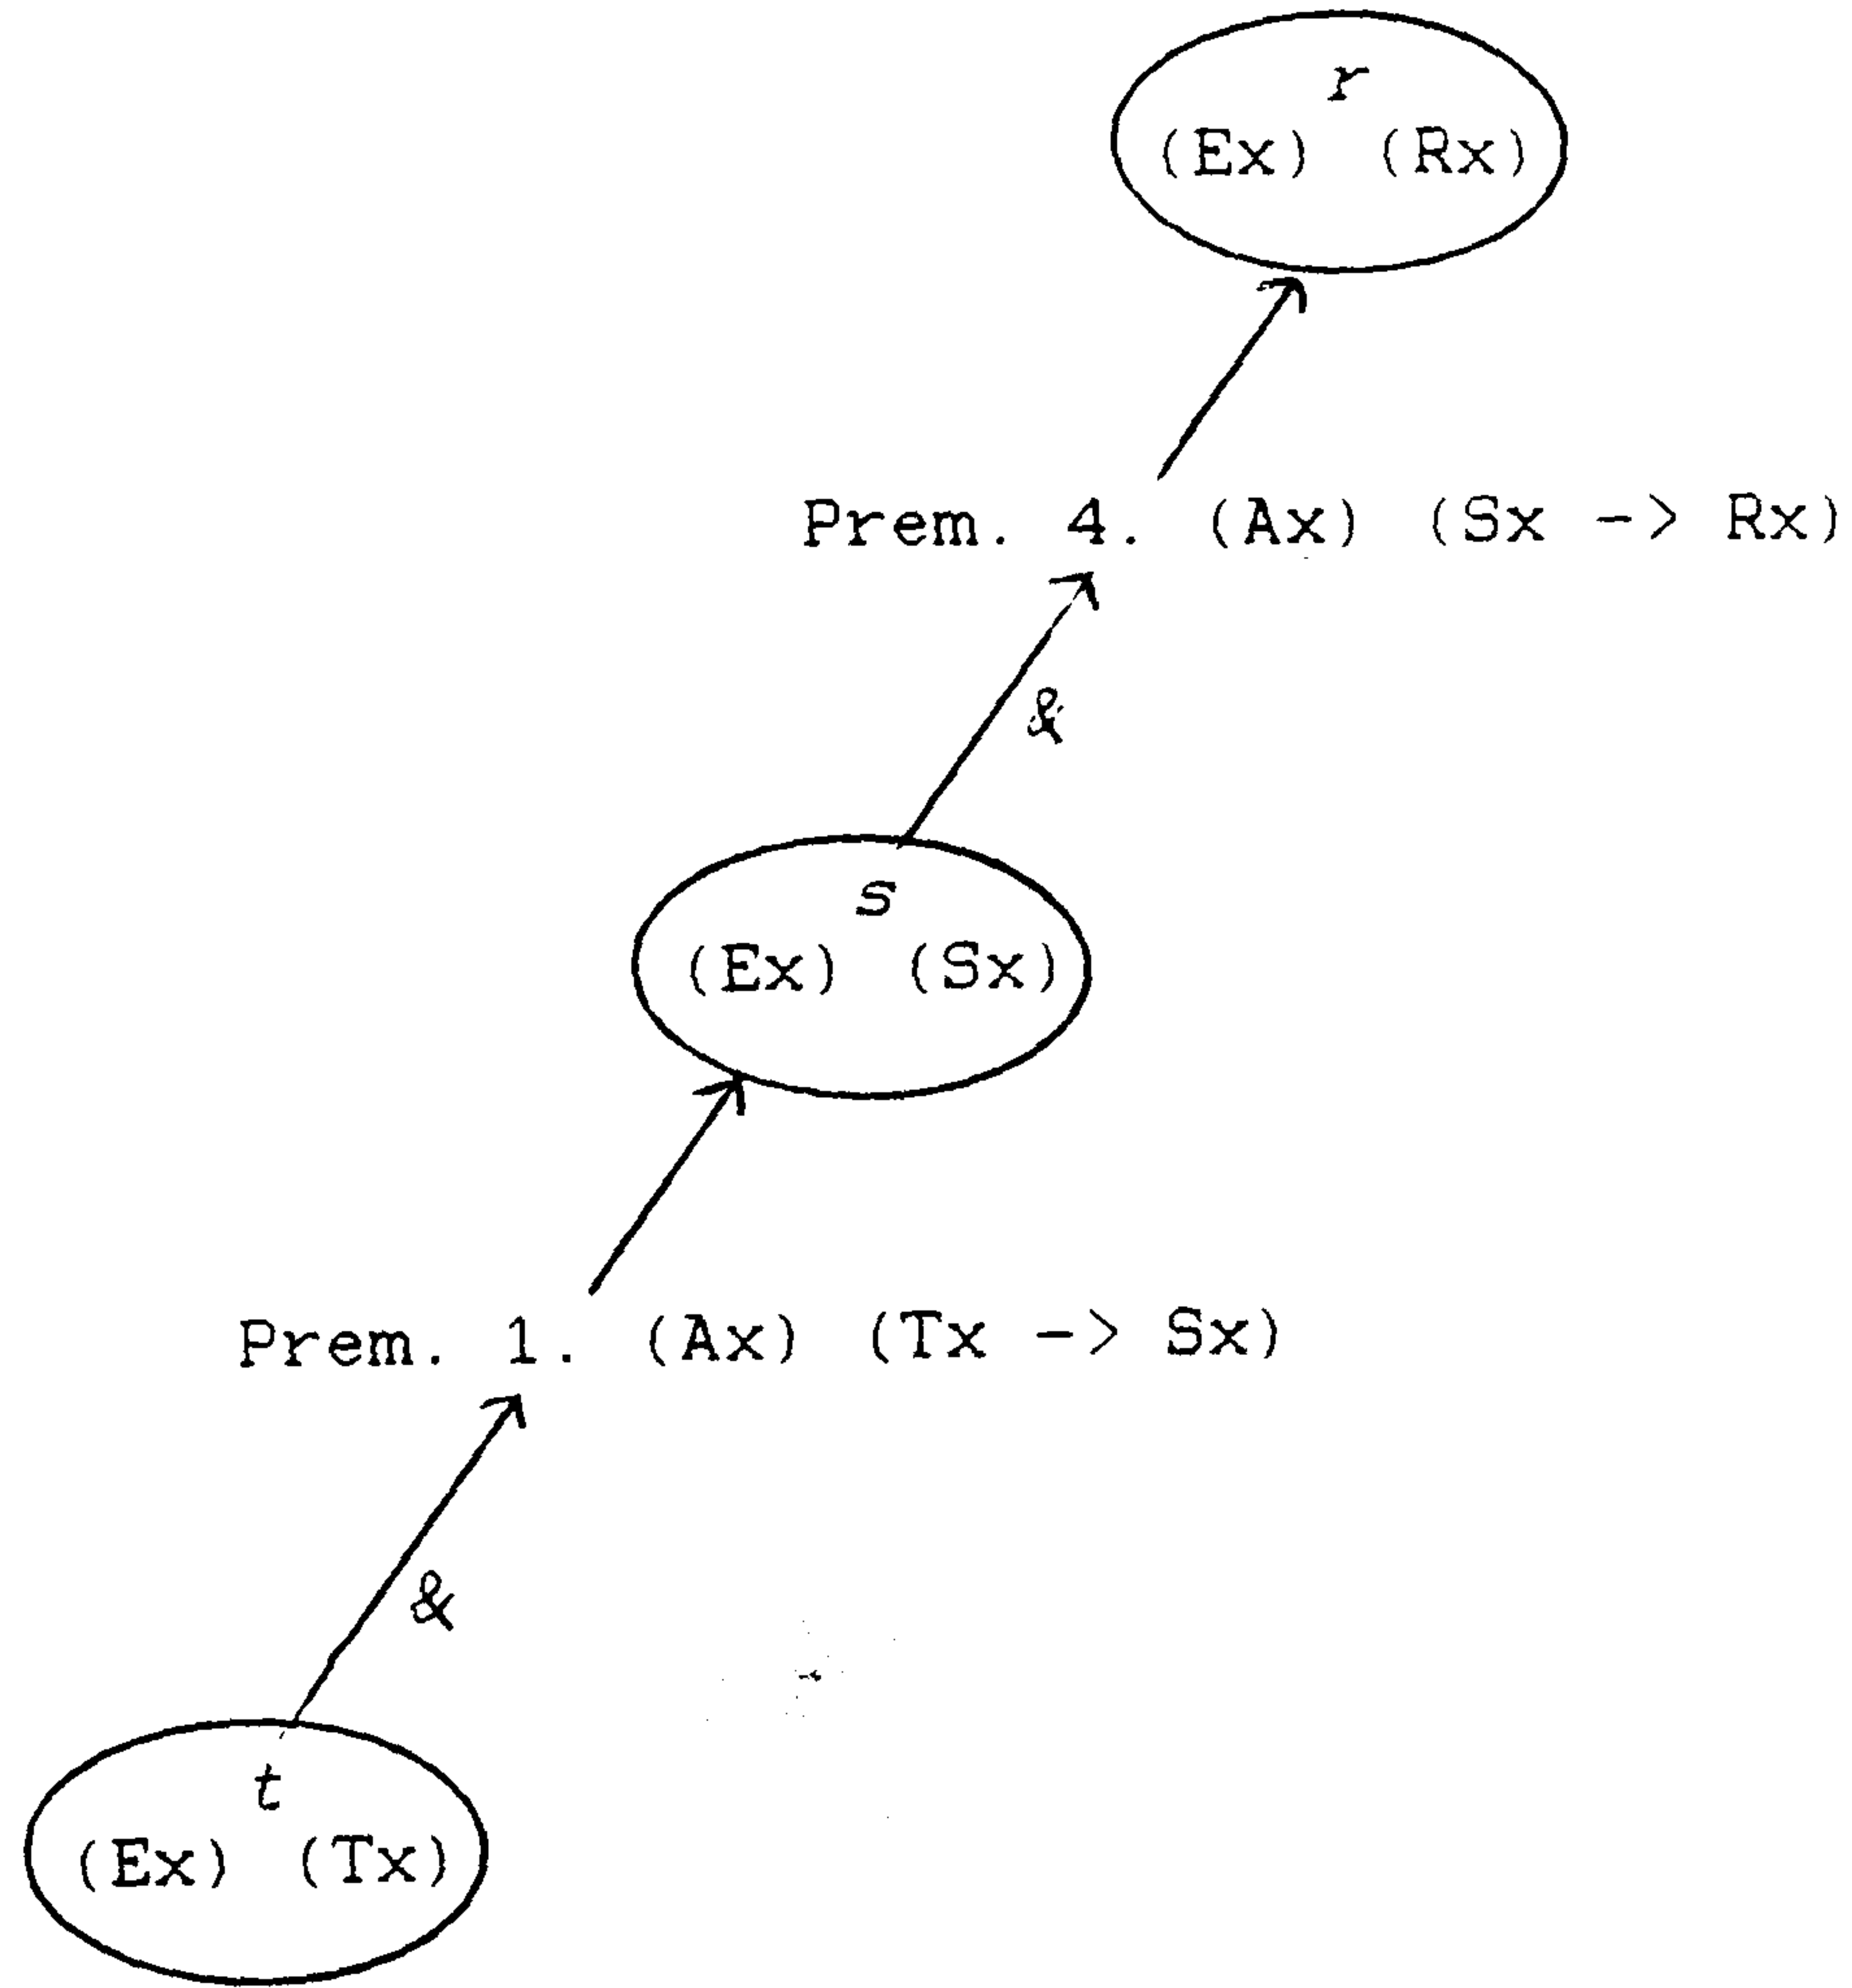 r
(Ex) (Rx)
Prem. 4. (Ax) (Sx -> Rx)
&
s
(Ex) (Sx)
Prem. 1. (Ax) (Tx -> Sx)
&
t
(Ex) (Tx)